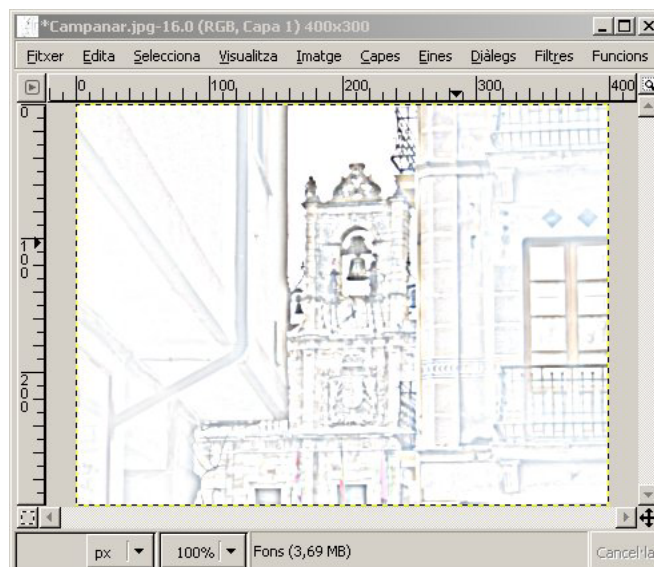 *Campanar.jpg-16.0 (RGB, Capa 1) 400x300
Fitxer Edita Selecciona Visualitza Imatge Capes Eines Diàlegs Filtres Funcions
0 100 200 300 400
0
100
200
px 100% Fons (3,69 MB) Cancel·la